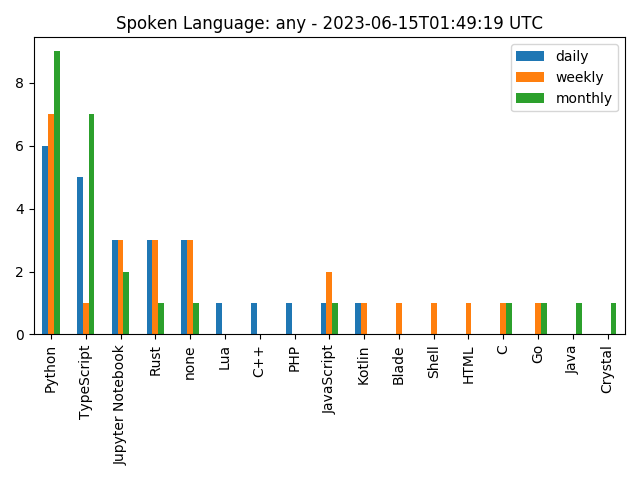 Spoken Language: any - 2023-06-15T01:49:19 UTC
daily
weekly
monthly
8
6
4
2
0
Python
TypeScript
Jupyter Notebook
Rust
none
Lua
C++
PHP
JavaScript
Kotlin
Blade
Shell
HTML
C
Go
Java
Crystal